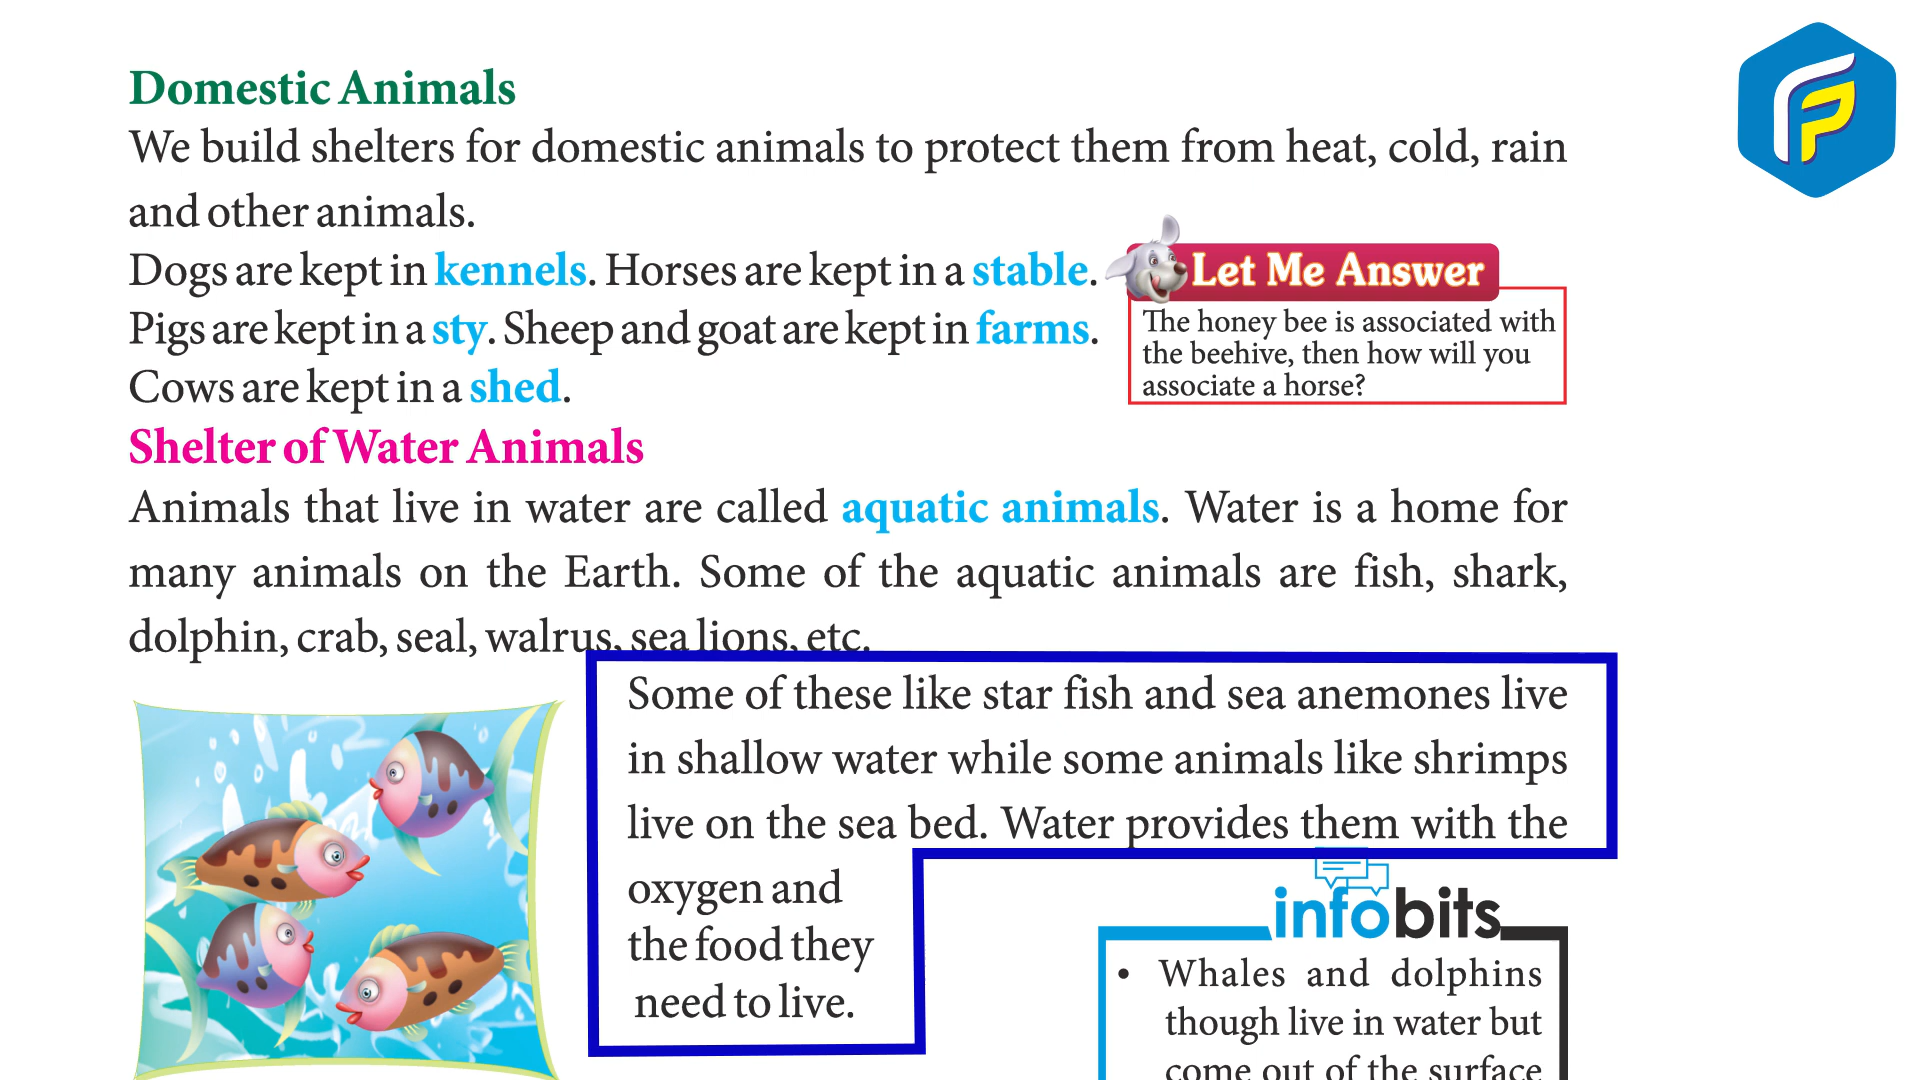 Domestic Animals
We build shelters for domestic animals to protect them from heat, cold, rain
and other animals.
Dogs are kept in kennels. Horses are kept in a stable.
Pigs are kept in a sty. Sheep and goat are kept in farms.
Cows are kept in a shed.
Let Me Answer
The honey bee is associated with
the beehive, then how will you
associate a horse?
Shelter of Water Animals
Animals that live in water are called aquatic animals. Water is a home for
many animals on the Earth. Some of the aquatic animals are fish, shark,
dolphin, crab, seal, walrus, sea lions, etc.
Some of these like star fish and sea anemones live
in shallow water while some animals like shrimps
live on the sea bed. Water provides them with the
oxygen and
the food they
need to live.
infobits
• Whales and dolphins
though live in water but
come out of the surface